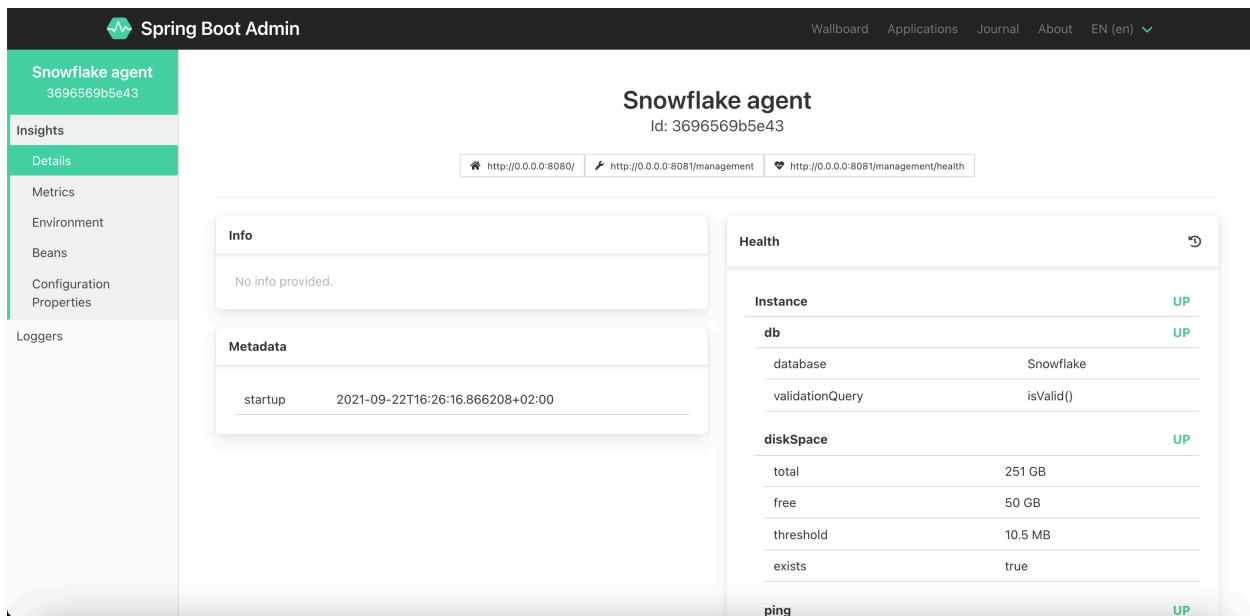 Spring Boot Admin
Wallboard Applications Journal About EN (en)
Snowflake agent
3696569b5e43
Insights
Details
Metrics
Environment
Beans
Configuration
Properties
Loggers
Snowflake agent
Id: 3696569b5e43
http://0.0.0.0:8080/ http://0.0.0.0:8081/management http://0.0.0.0:8081/management/health
Info
No info provided.
Metadata
startup 2021-09-22T16:26:16.866208+02:00
Health
Instance UP
db UP
database Snowflake
validationQuery isValid()
diskSpace UP
total 251 GB
free 50 GB
threshold 10.5 MB
exists true
ping UP